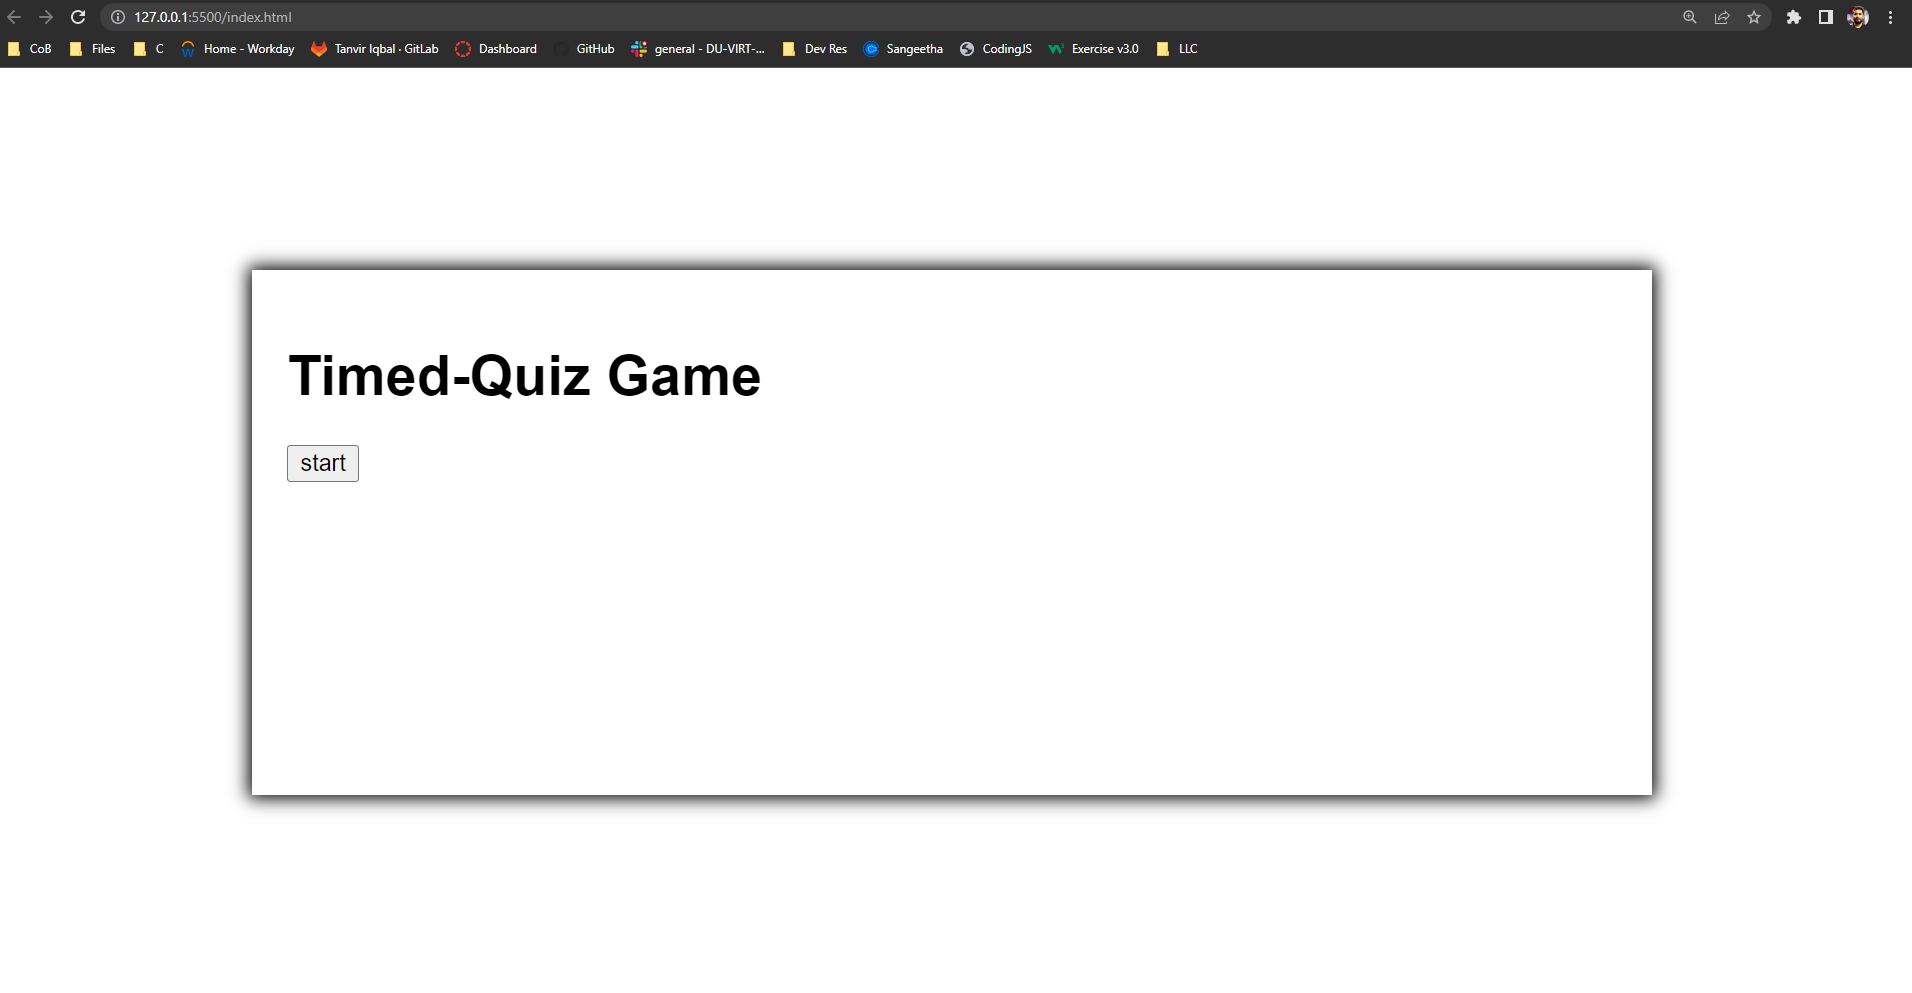 127.0.0.1:5500/index.html
CoB Files C Home - Workday Tanvir Iqbal · GitLab Dashboard GitHub general - DU-VIRT-... Dev Res Sangeetha CodingJS Exercise v3.0 LLC
Timed-Quiz Game
start